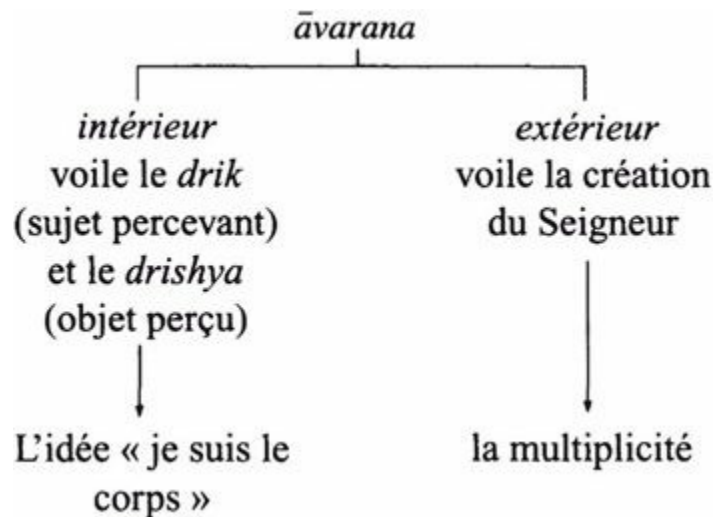 āvarana
intérieur
voile le drik
(sujet percevant)
et le drishya
(objet perçu)
L’idée « je suis le
corps »
extérieur
voile la création
du Seigneur
la multiplicité